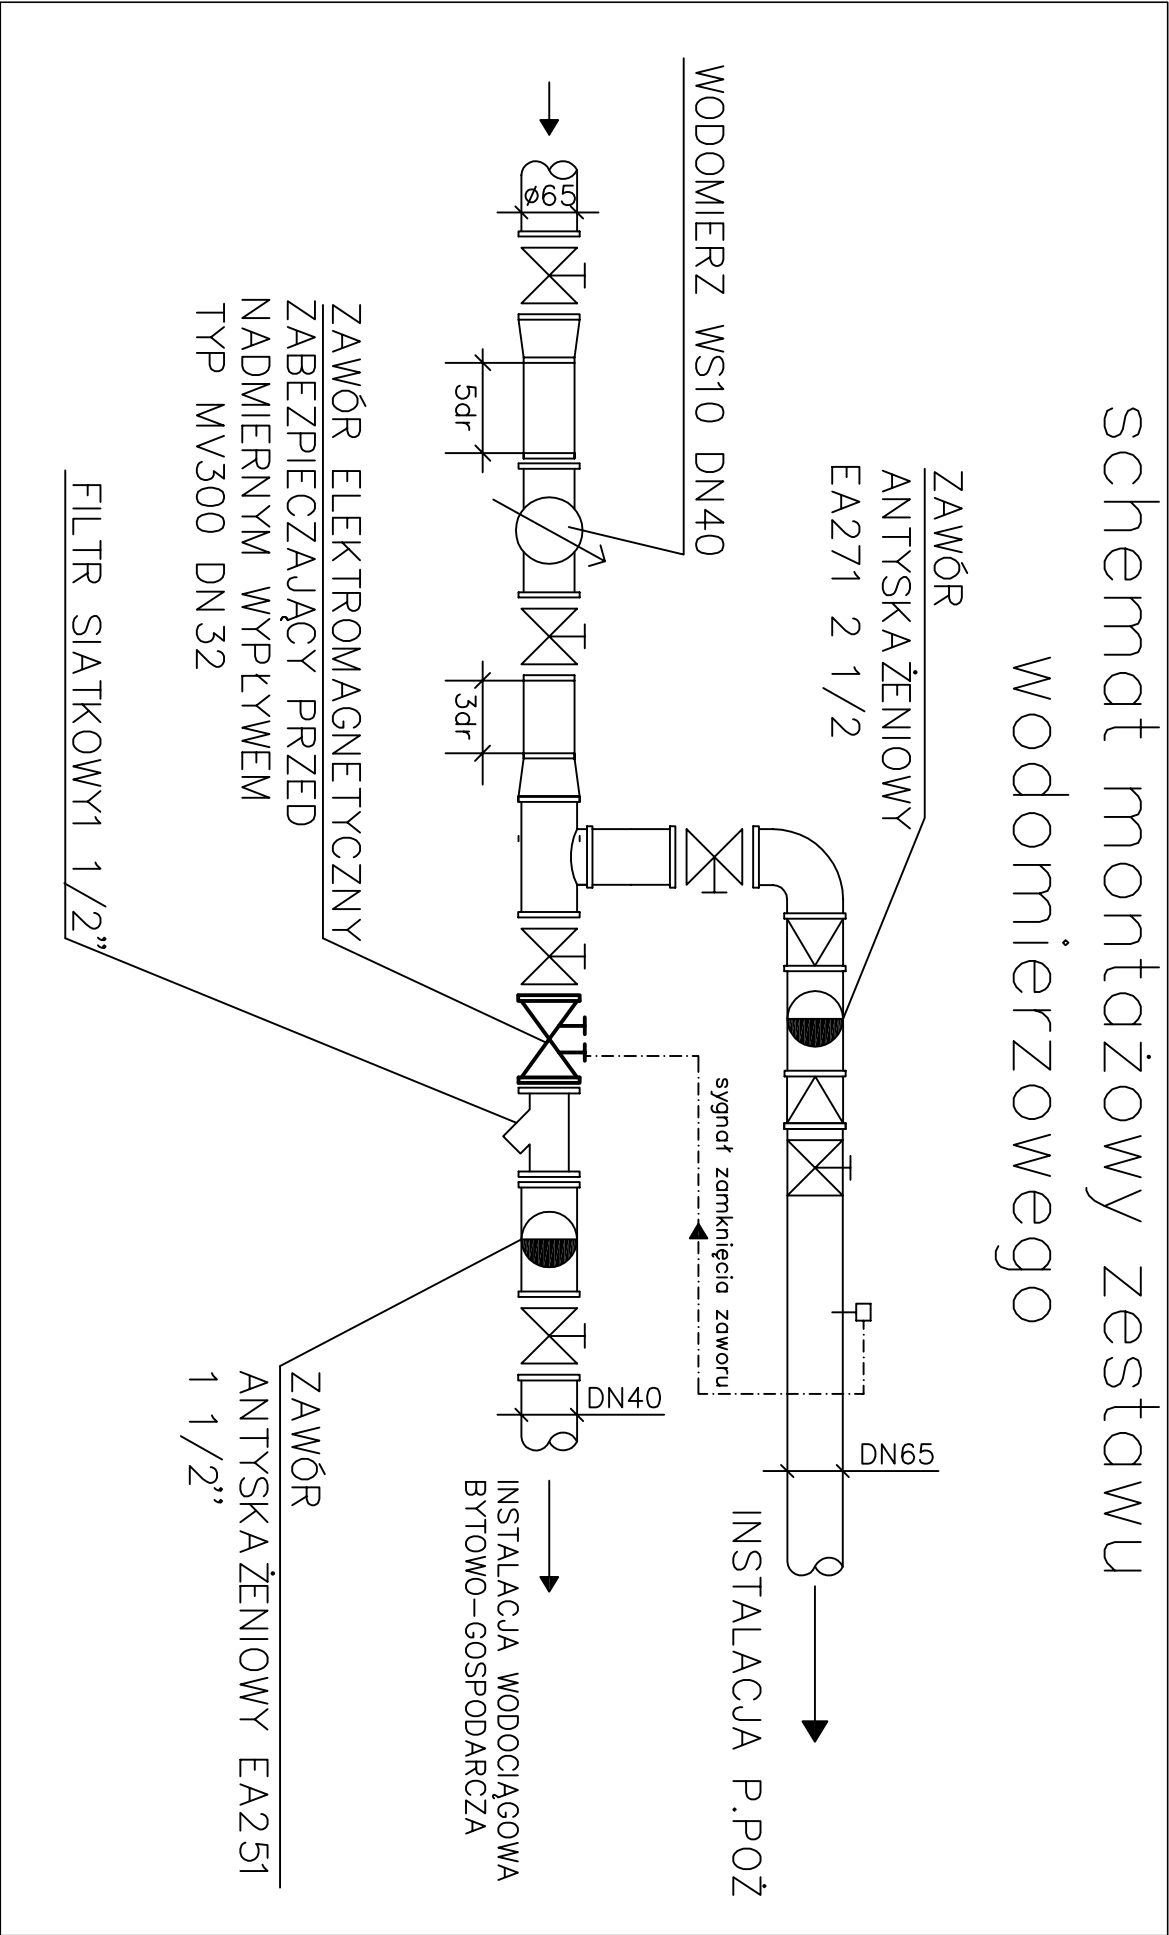 schemat montażowy zestawu
wodomierzowego
ZAWÓR
ANTYSKAŻENIOWY
EA271 2 1/2
WODOMIERZ WS10 DN40
INSTALACJA P.POŻ
DN65
sygnał zamknięcia zaworu
DN40
ø65
5dr
3dr
INSTALACJA WODOCIĄGOWA
BYTOWO-GOSPODARCZA
ZAWÓR ELEKTROMAGNETYCZNY
ZABEZPIECZAJĄCY PRZED
NADMIERNYM WYPŁYWEM
TYP MV300 DN32
ZAWÓR
ANTYSKAŻENIOWY EA251
1 1/2"
FILTR SIATKOWY1 1/2"